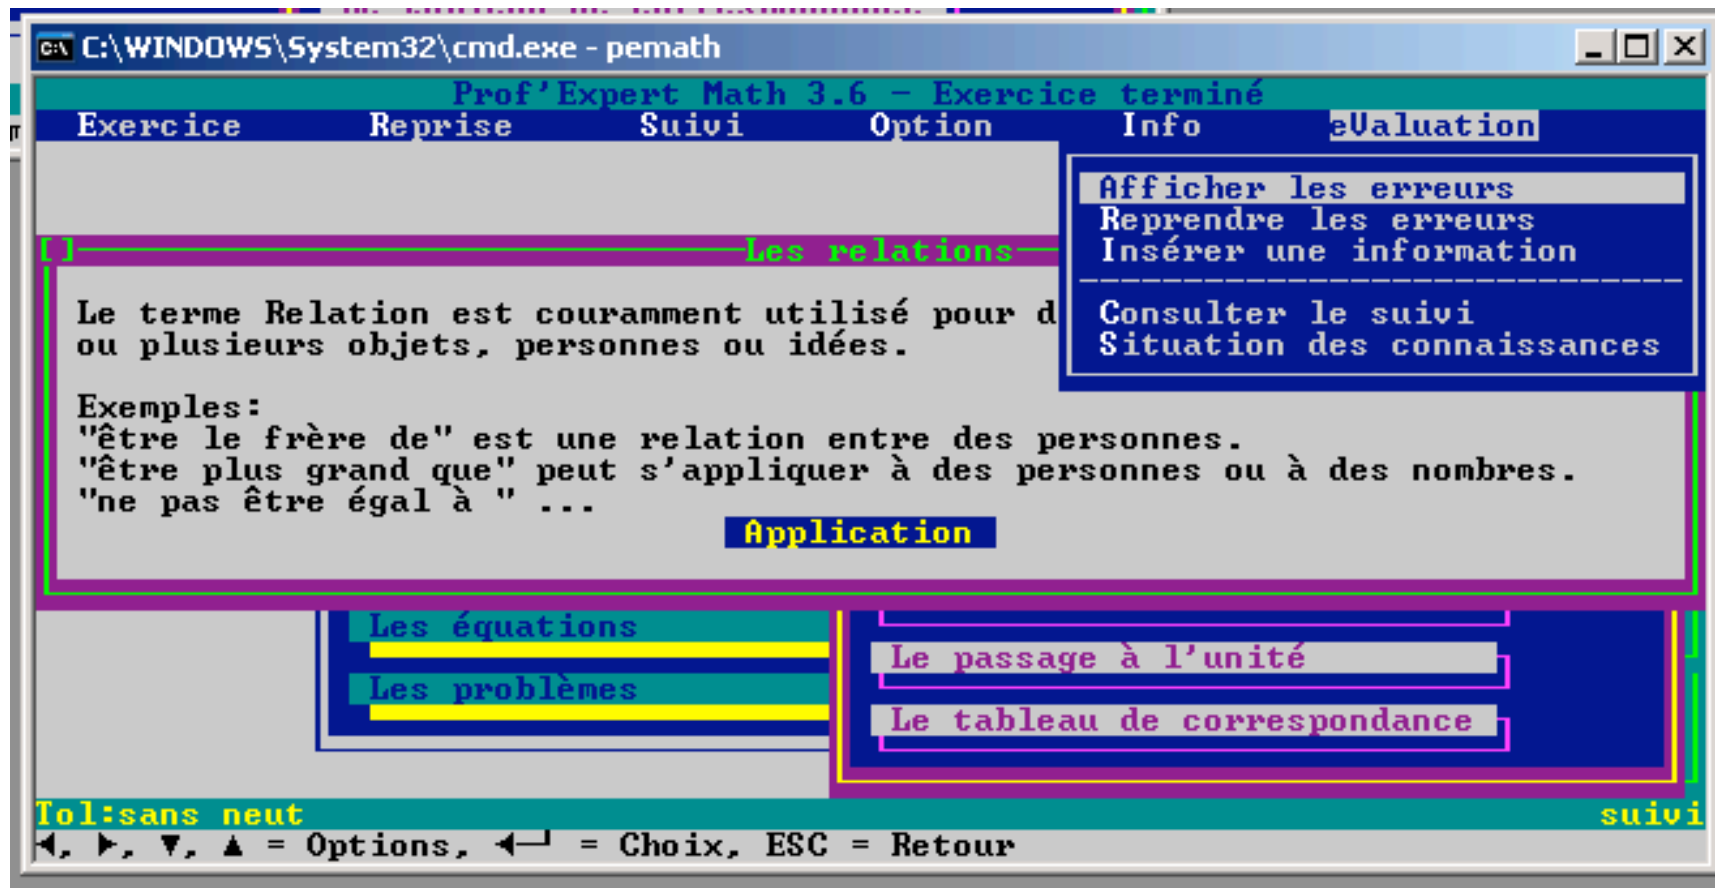 C:\WINDOWS\System32\cmd.exe - pemath
Prof'Expert Math 3.6 - Exercice terminé
Exercice Reprise Suivi Option Info eValuation
Afficher les erreurs
Reprendre les erreurs
Insérer une information
Consulter le suivi
Situation des connaissances
[ ] Les relations
Le terme Relation est couramment utilisé pour d
ou plusieurs objets, personnes ou idées.
Exemples:
"être le frère de" est une relation entre des personnes.
"être plus grand que" peut s'appliquer à des personnes ou à des nombres.
"ne pas être égal à " ...
Application
Les équations
Les problèmes
Le passage à l'unité
Le tableau de correspondance
Tol:sans neut suivi
◄, ►, ▼, ▲ = Options, ◄┘ = Choix, ESC = Retour